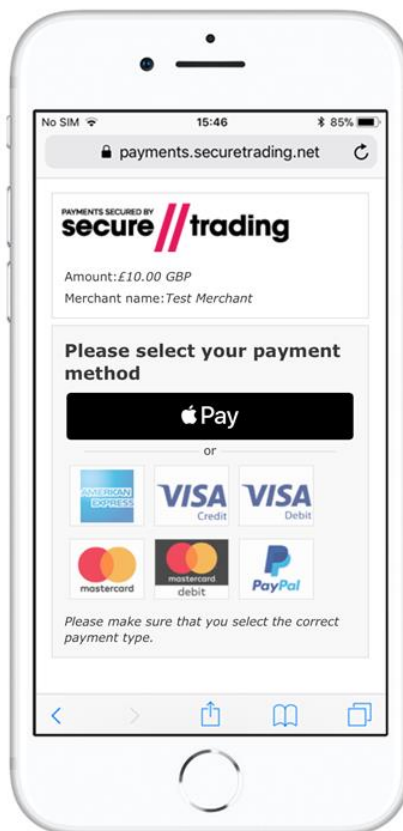 No SIM 15:46 85%
payments.securetrading.net
PAYMENTS SECURED BY
secure//trading
Amount:£10.00 GBP
Merchant name:Test Merchant
Please select your payment
method
Pay
or
AMERICAN
EXPRESS
VISA
Credit
VISA
Debit
mastercard
mastercard
debit
PayPal
Please make sure that you select the correct
payment type.